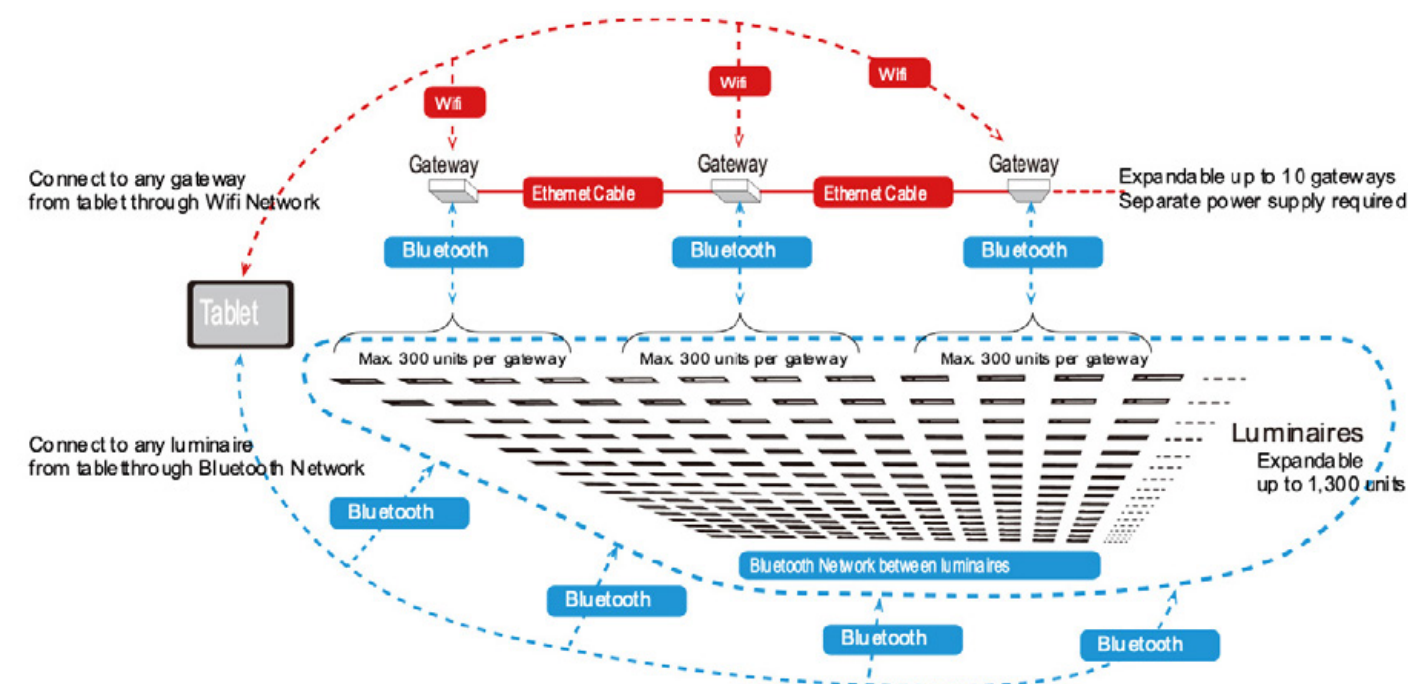 Wifi
Wifi
Wifi
Gateway
Gateway
Gateway
Connect to any gateway
from tablet through Wifi Network
Ethernet Cable
Ethernet Cable
Expandable up to 10 gateways
Separate power supply required
Bluetooth
Bluetooth
Bluetooth
Tablet
Max. 300 units per gateway
Max. 300 units per gateway
Max. 300 units per gateway
Connect to any luminaire
from tablet through Bluetooth Network
Luminaires
Expandable
up to 1,300 units
Bluetooth
Bluetooth Network between luminaires
Bluetooth
Bluetooth
Bluetooth